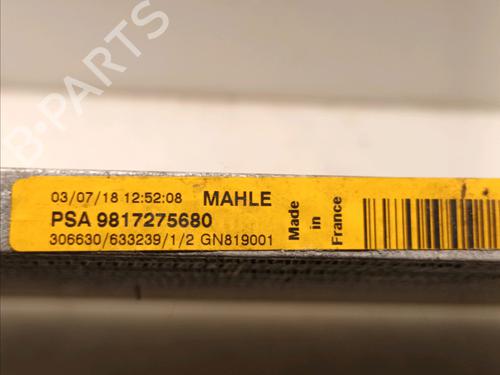 03/07/18 12:52:08 MAHLE
PSA 9817275680
306630/633239/1/2 GN819001
Made
in
France
B-PARTS